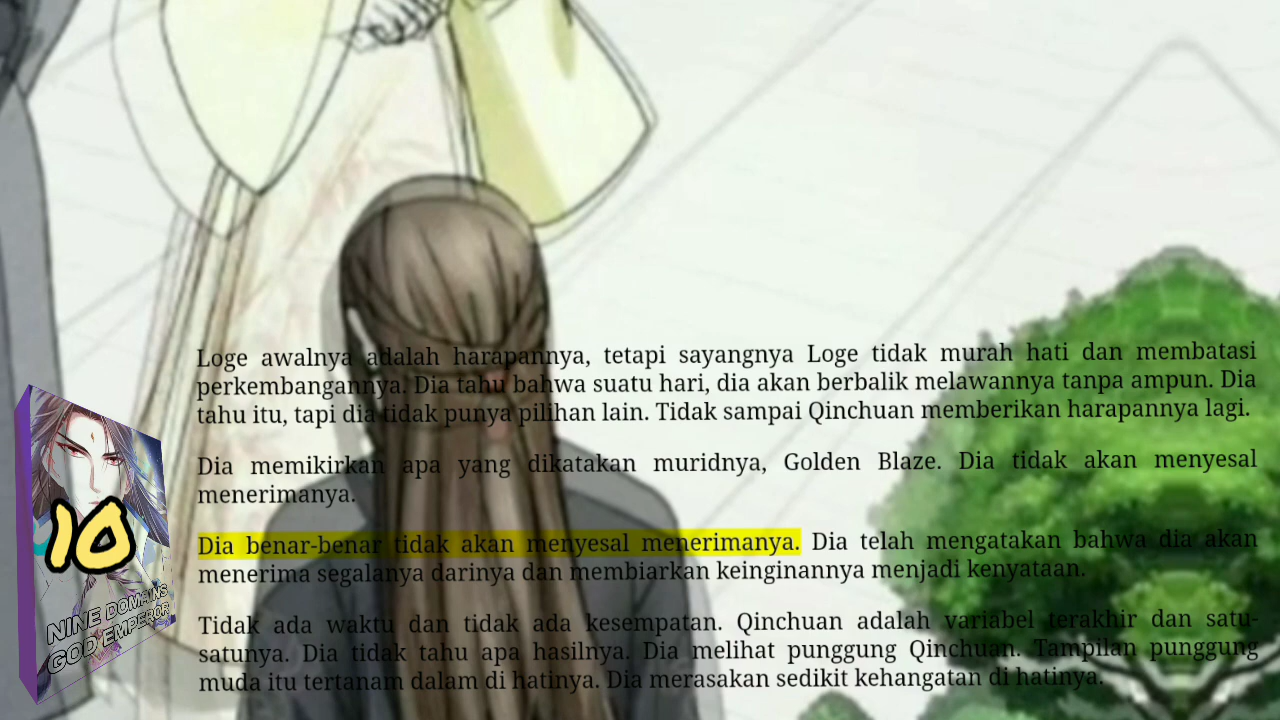 Loge awalnya adalah harapannya, tetapi sayangnya Loge tidak murah hati dan membatasi
perkembangannya. Dia tahu bahwa suatu hari, dia akan berbalik melawannya tanpa ampun. Dia
tahu itu, tapi dia tidak punya pilihan lain. Tidak sampai Qinchuan memberikan harapannya lagi.
Dia memikirkan apa yang dikatakan muridnya, Golden Blaze. Dia tidak akan menyesal
menerimanya.
Dia benar-benar tidak akan menyesal menerimanya. Dia telah mengatakan bahwa dia akan
menerima segalanya darinya dan membiarkan keinginannya menjadi kenyataan.
Tidak ada waktu dan tidak ada kesempatan. Qinchuan adalah variabel terakhir dan satu-
satunya. Dia tidak tahu apa hasilnya. Dia melihat punggung Qinchuan. Tampilan punggung
muda itu tertanam dalam di hatinya. Dia merasakan sedikit kehangatan di hatinya.
10
NINE DOMAINS
GOD EMPEROR